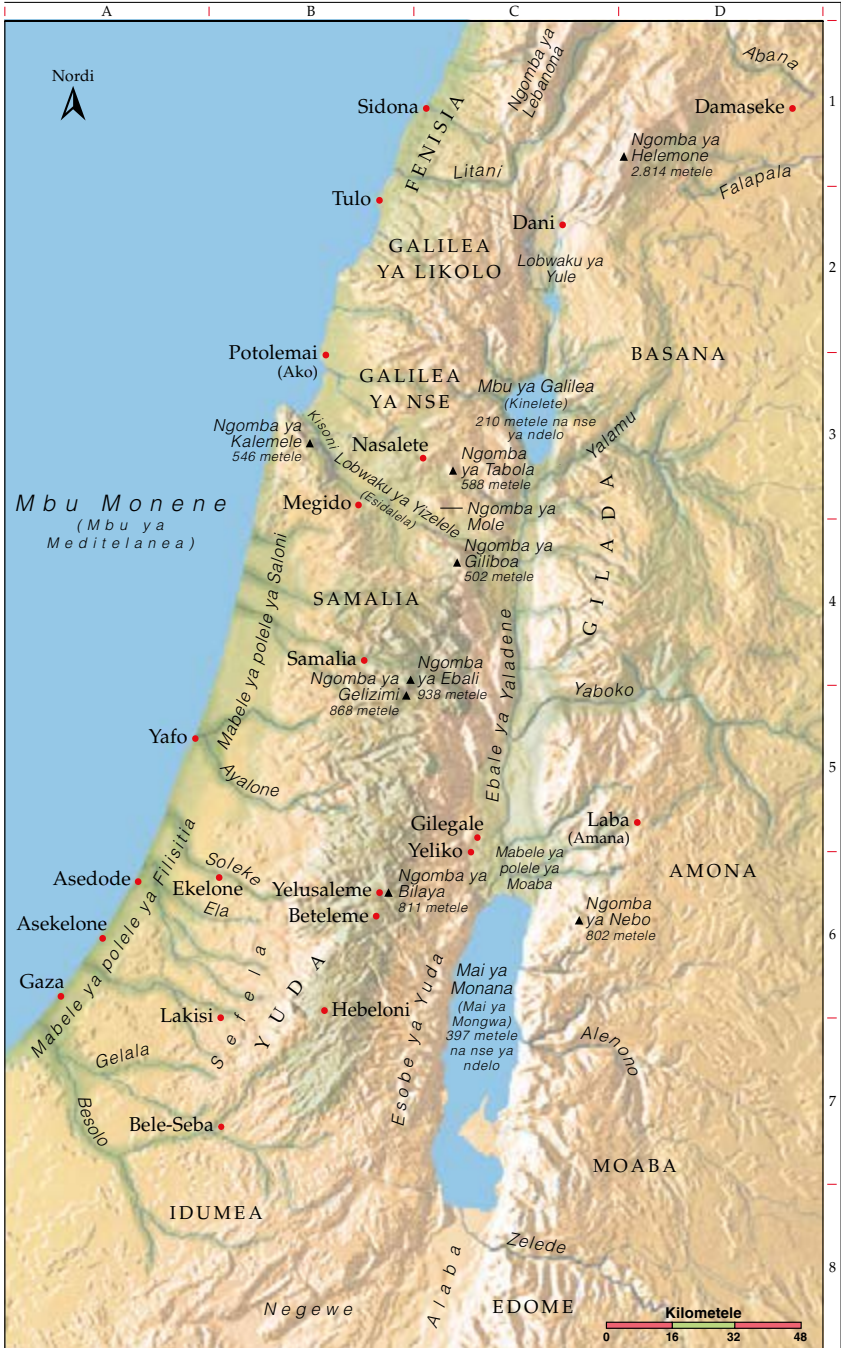 A
B
C
D
Nordi
1
2
3
4
5
6
7
8
Ngomba ya
Lebanona
Abana
Sidona
Damaseke
FENISIA
Litani
Ngomba ya
Helemone
2.814 metele
Falapala
Tulo
Dani
GALILEA
YA LIKOLO
Lobwaku ya
Yule
Potolemai
(Ako)
BASANA
GALILEA
YA NSE
Mbu ya Galilea
(Kinelete)
210 metele na nse
ya ndelo
Ngomba ya
Kalemele
546 metele
Kisoni
Nasalete
Ngomba
ya Tabola
588 metele
Yalamu
Lobwaku ya Yizelele
(Esidalela)
Megido
Ngomba ya
Mole
Mbu Monene
(Mbu ya
Meditelanea)
Ngomba ya
Giliboa
502 metele
GILADA
Mabele ya polele ya Saloni
SAMALIA
Samalia
Ngomba
ya Ebali
938 metele
Ngomba ya
Gelizimi
868 metele
Ebale ya Yaladene
Yaboko
Yafo
Ayalone
Gilegale
Yeliko
Laba
(Amana)
Mabele ya
polele ya
Moaba
AMONA
Mabele ya polele ya Filisitia
Soleke
Asedode
Ekelone
Ela
Yelusaleme
Ngomba ya
Bilaya
811 metele
Beteleme
Ngomba
ya Nebo
802 metele
Asekelone
Gaza
Sefela
YUDA
Lakisi
Hebeloni
Esobe ya Yuda
Mai ya
Monana
(Mai ya
Mongwa)
397 metele
na nse ya
ndelo
Alenono
Gelala
Besolo
Bele-Seba
MOABA
IDUMEA
Zelede
Alaba
Negewe
EDOME
Kilometele
0 16 32 48